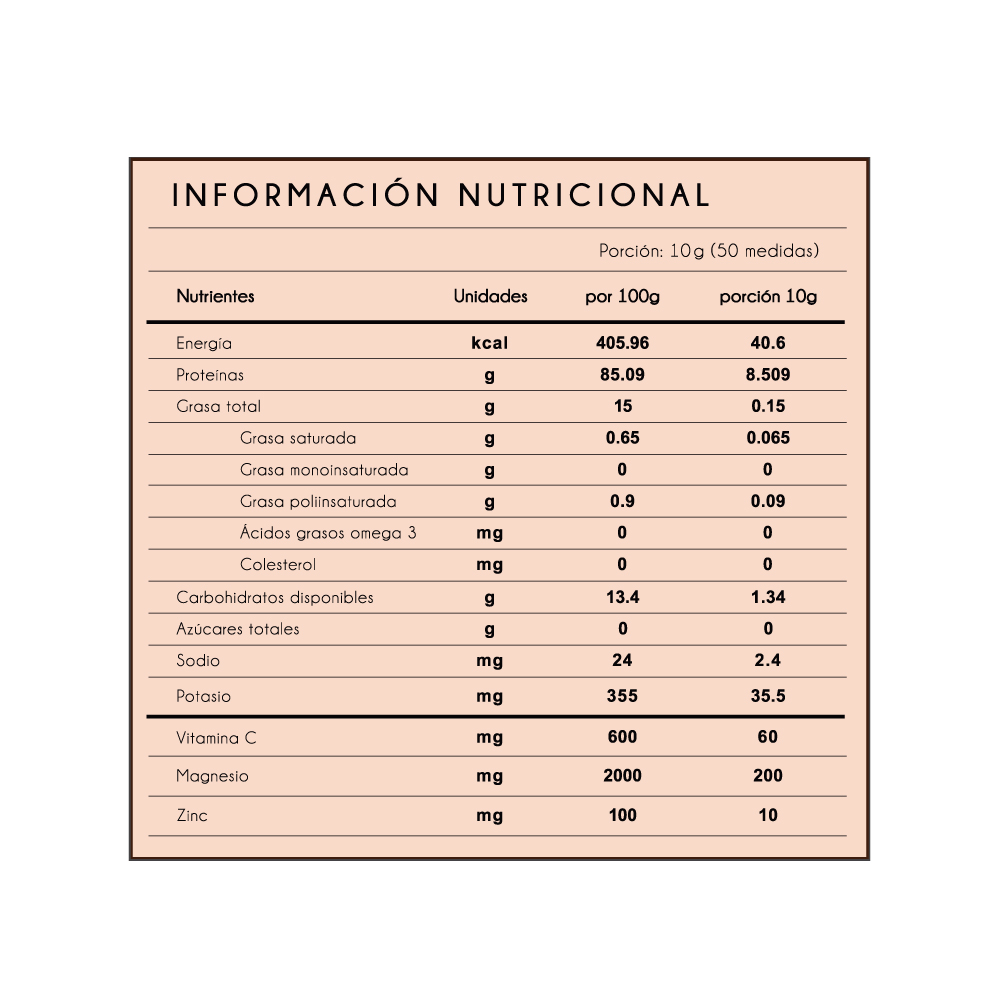 INFORMACIÓN NUTRICIONAL
Porción: 10g (50 medidas)
Nutrientes Unidades por 100g porción 10g
Energía kcal 405.96 40.6
Proteínas g 85.09 8.509
Grasa total g 15 0.15
Grasa saturada g 0.65 0.065
Grasa monoinsaturada g 0 0
Grasa poliinsaturada g 0.9 0.09
Ácidos grasos omega 3 mg 0 0
Colesterol mg 0 0
Carbohidratos disponibles g 13.4 1.34
Azúcares totales g 0 0
Sodio mg 24 2.4
Potasio mg 355 35.5
Vitamina C mg 600 60
Magnesio mg 2000 200
Zinc mg 100 10